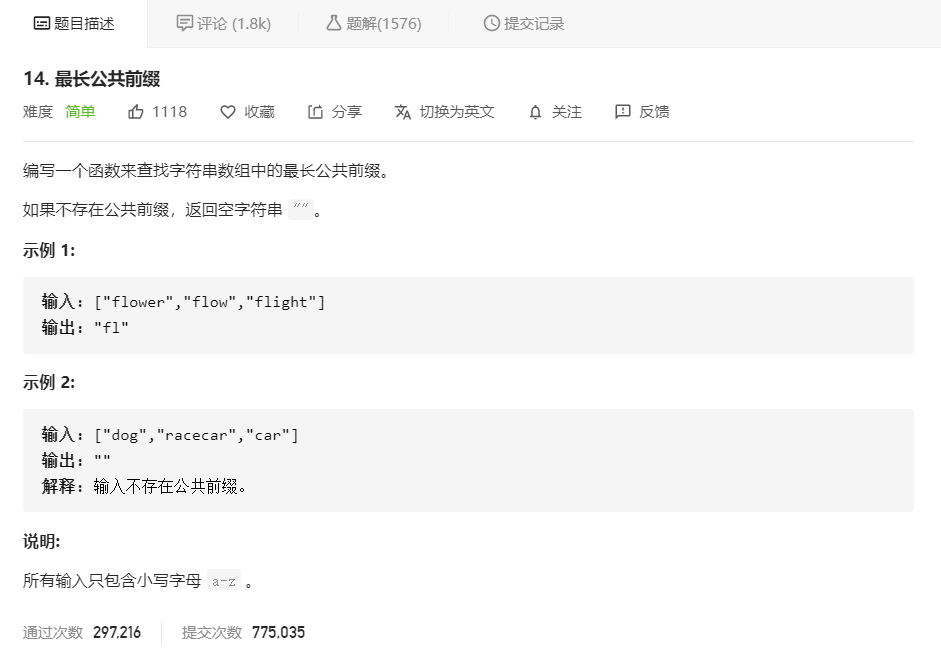 题目描述 评论 (1.8k) 题解(1576) 提交记录
14. 最长公共前缀
难度 简单 1118 收藏 分享 切换为英文 关注 反馈
编写一个函数来查找字符串数组中的最长公共前缀。
如果不存在公共前缀，返回空字符串 ""。
示例 1:
输入: ["flower","flow","flight"]
输出: "fl"
示例 2:
输入: ["dog","racecar","car"]
输出: ""
解释: 输入不存在公共前缀。
说明:
所有输入只包含小写字母 a-z 。
通过次数 297,216 提交次数 775,035